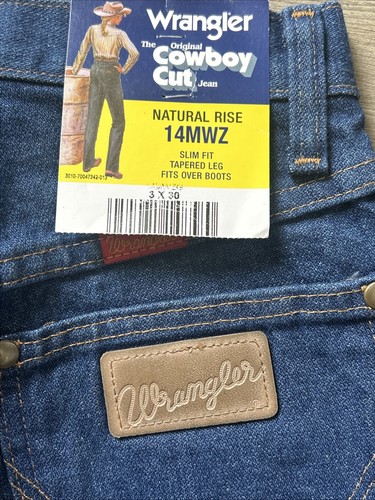 Wrangler
The Original
Cowboy
Cut Jean
NATURAL RISE
14MWZ
SLIM FIT
TAPERED LEG
FITS OVER BOOTS
3 X 30
Wrangler
Wrangler